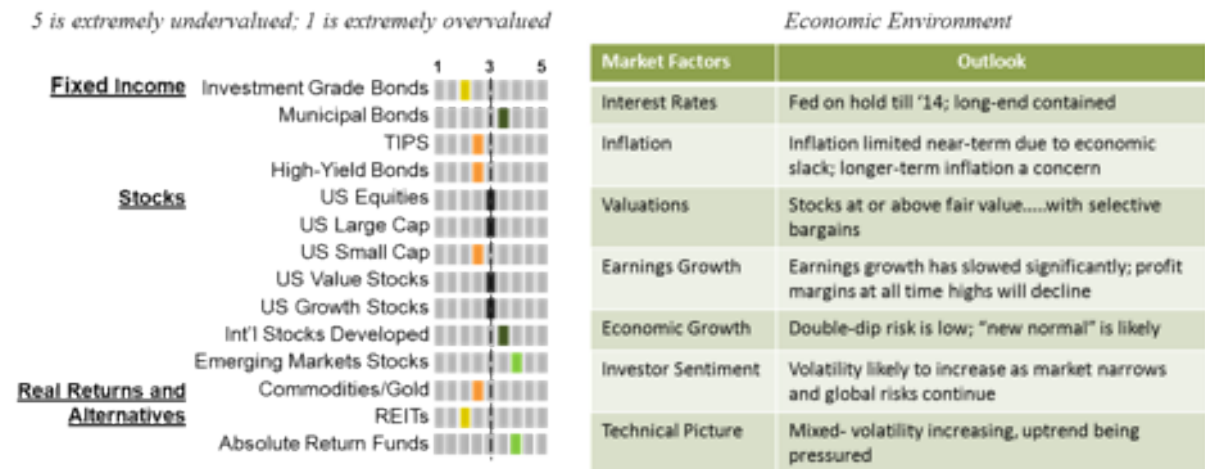 5 is extremely undervalued; 1 is extremely overvalued
1 3 5
Fixed Income Investment Grade Bonds
Municipal Bonds
TIPS
High-Yield Bonds
Stocks US Equities
US Large Cap
US Small Cap
US Value Stocks
US Growth Stocks
Int'l Stocks Developed
Emerging Markets Stocks
Real Returns and Commodities/Gold
Alternatives REITs
Absolute Return Funds
Economic Environment
Market Factors Outlook
Interest Rates Fed on hold till '14; long-end contained
Inflation Inflation limited near-term due to economic
slack; longer-term inflation a concern
Valuations Stocks at or above fair value.....with selective
bargains
Earnings Growth Earnings growth has slowed significantly; profit
margins at all time highs will decline
Economic Growth Double-dip risk is low; "new normal" is likely
Investor Sentiment Volatility likely to increase as market narrows
and global risks continue
Technical Picture Mixed- volatility increasing, uptrend being
pressured